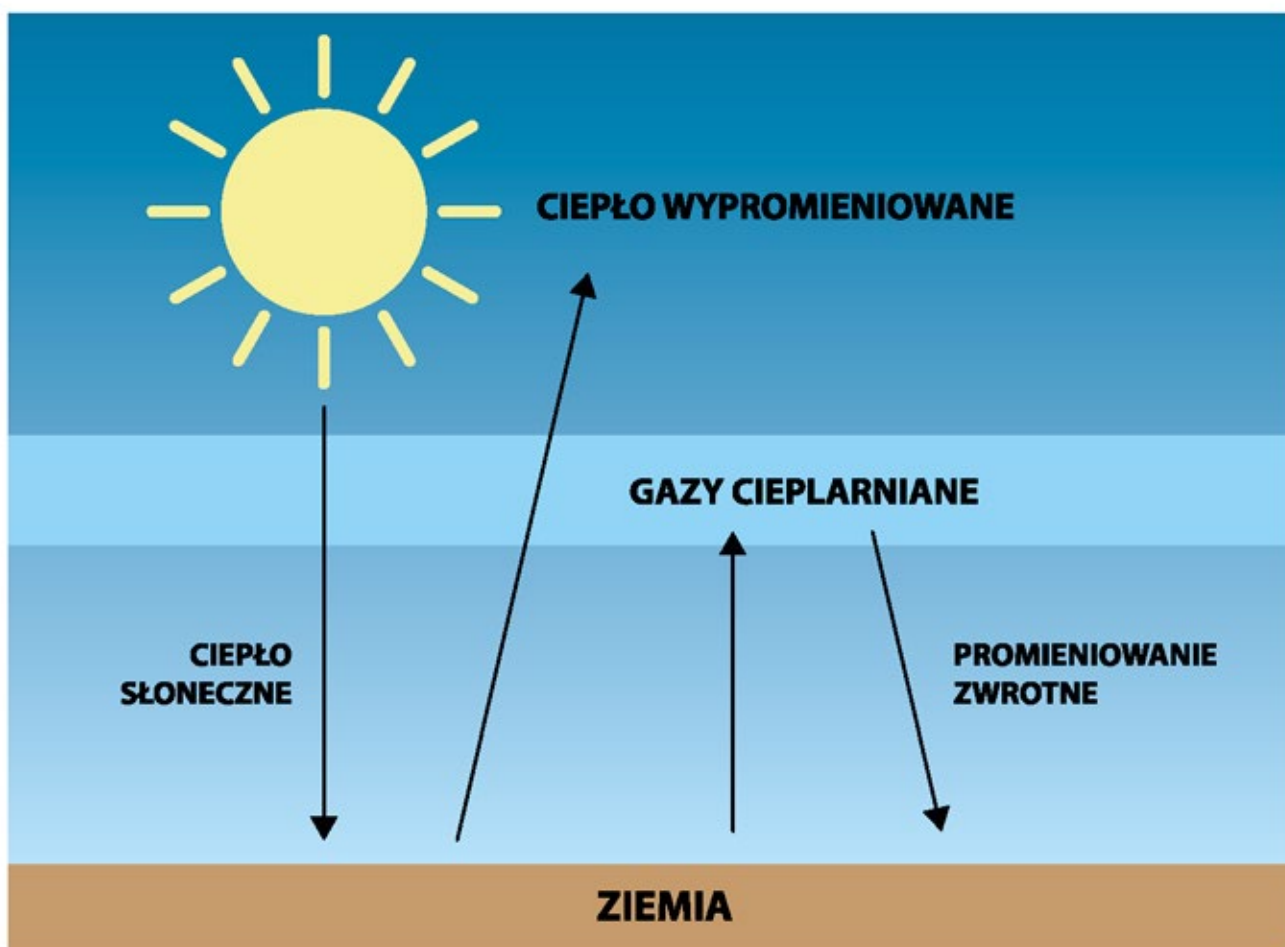 CIEPŁO WYPROMIENIOWANE
GAZY CIEPLARNIANE
CIEPŁO
SŁONECZNE
PROMIENIOWANIE
ZWROTNE
ZIEMIA